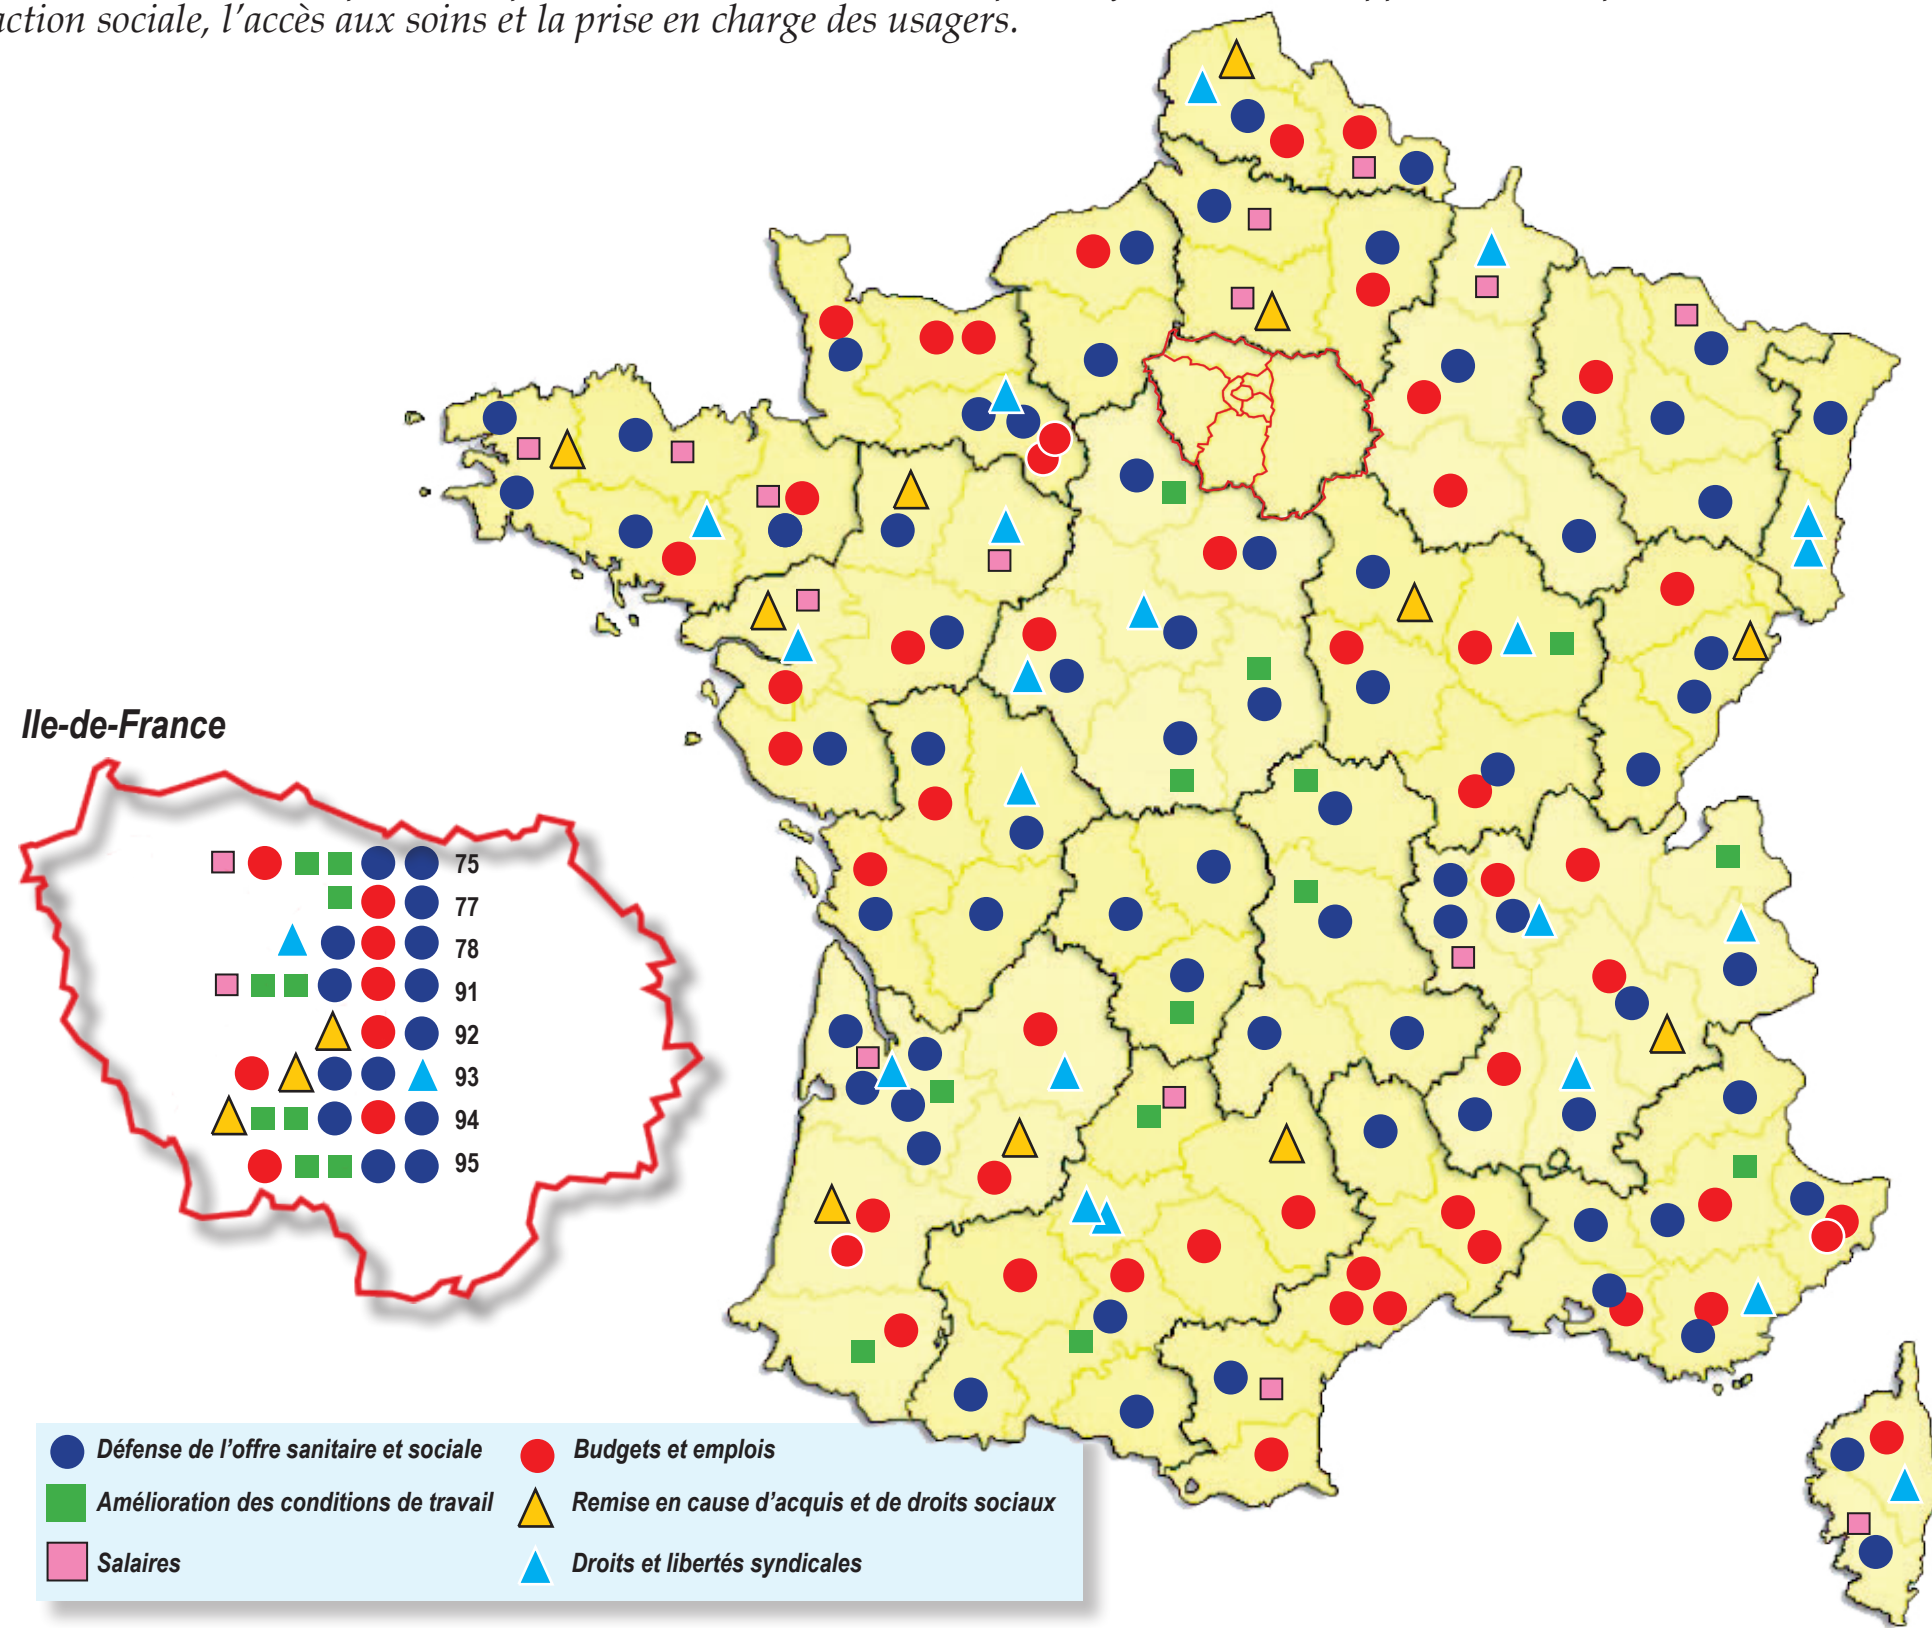 action sociale, l'accès aux soins et la prise en charge des usagers.
Ile-de-France
75
77
78
91
92
93
94
95
Défense de l'offre sanitaire et sociale
Budgets et emplois
Amélioration des conditions de travail
Remise en cause d'acquis et de droits sociaux
Salaires
Droits et libertés syndicales